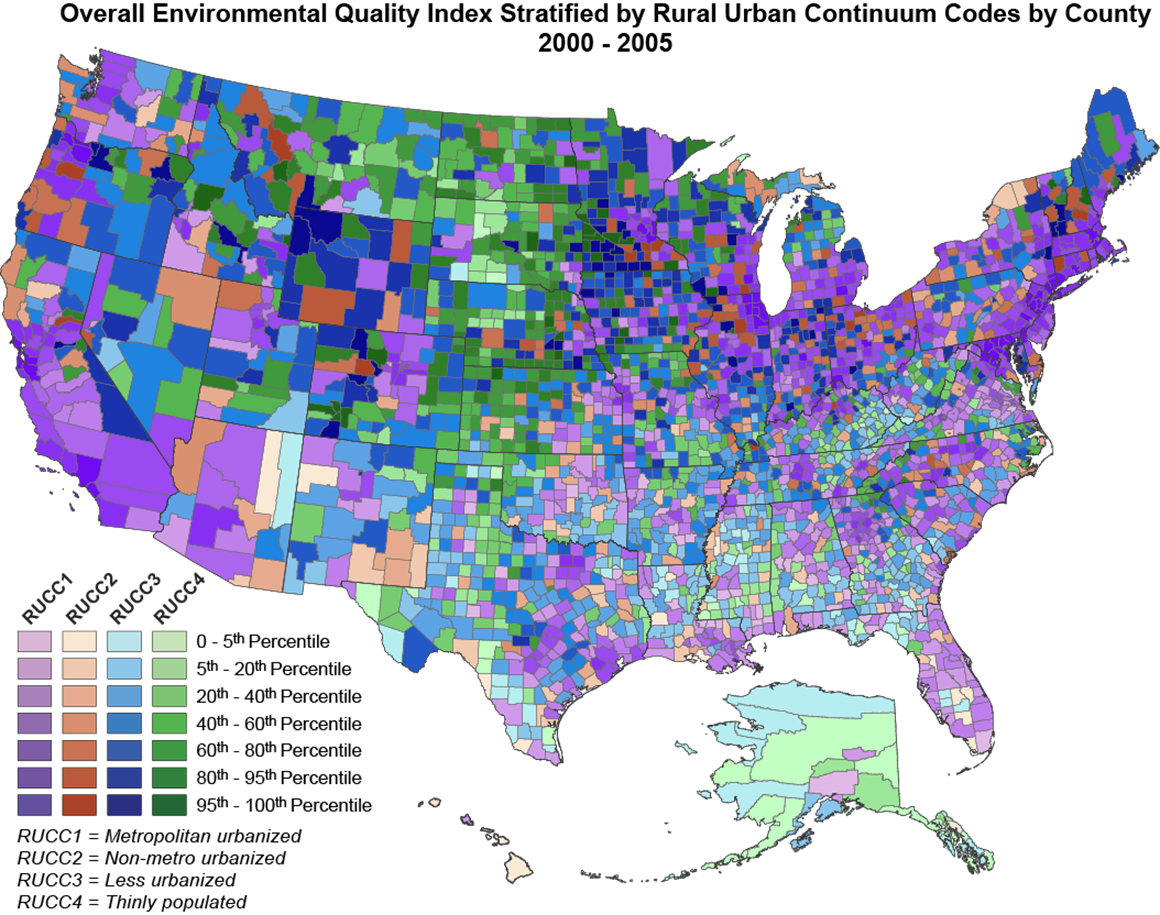 Overall Environmental Quality Index Stratified by Rural Urban Continuum Codes by County
2000 - 2005
RUCC1 RUCC2 RUCC3 RUCC4
0 - 5th Percentile
5th - 20th Percentile
20th - 40th Percentile
40th - 60th Percentile
60th - 80th Percentile
80th - 95th Percentile
95th - 100th Percentile
RUCC1 = Metropolitan urbanized
RUCC2 = Non-metro urbanized
RUCC3 = Less urbanized
RUCC4 = Thinly populated